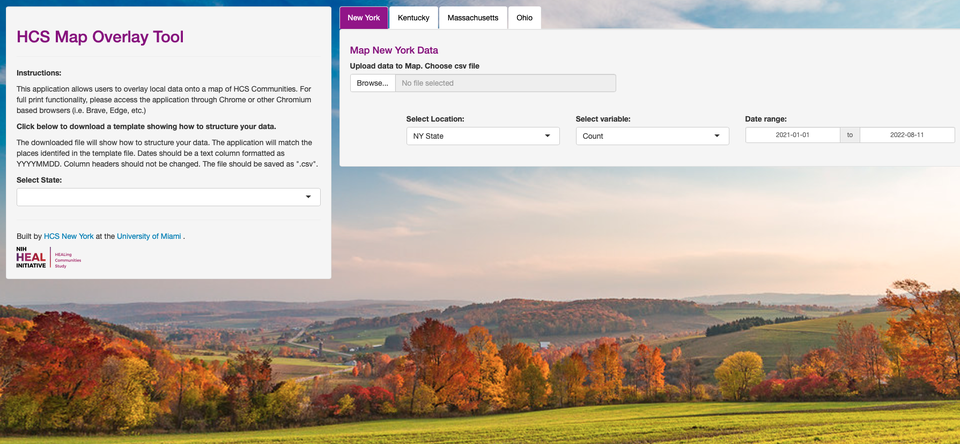 HCS Map Overlay Tool
Instructions:
This application allows users to overlay local data onto a map of HCS Communities. For
full print functionality, please access the application through Chrome or other Chromium
based browsers (i.e. Brave, Edge, etc.)
Click below to download a template showing how to structure your data.
The downloaded file will show how to structure your data. The application will match the
places identifed in the template file. Dates should be a text column formatted as
YYYYMMDD. Column headers should not be changed. The file should be saved as ".csv".
Select State:
Built by HCS New York at the University of Miami .
NIH
HEAL
INITIATIVE
HEALing
Communities
Study
New York
Kentucky
Massachusetts
Ohio
Map New York Data
Upload data to Map. Choose csv file
Browse...
No file selected
Select Location:
NY State
Select variable:
Count
Date range:
2021-01-01
to
2022-08-11